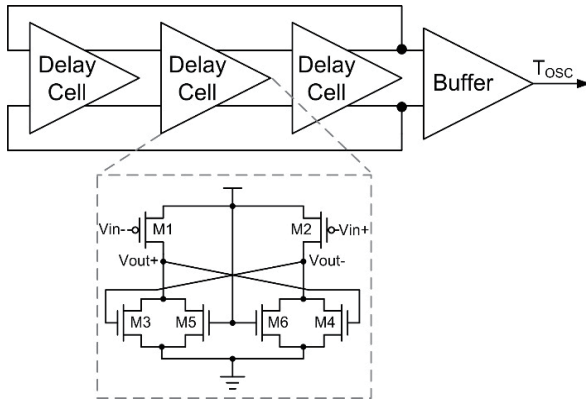 Delay
Cell
Delay
Cell
Delay
Cell
Buffer
TOSC
Vin-
M1
M2
Vin+
Vout+
Vout-
M3
M5
M6
M4